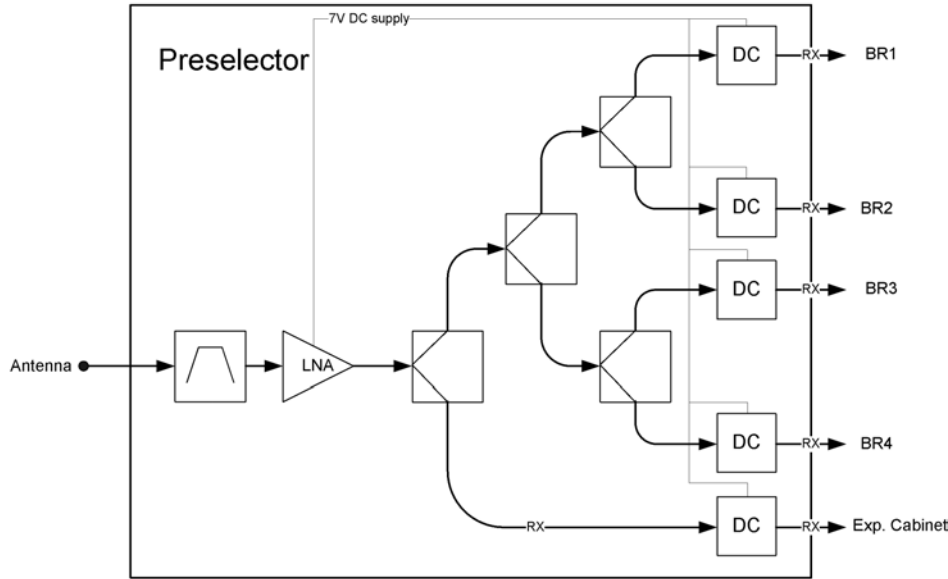 7V DC supply
Preselector
DC
RX
BR1
DC
RX
BR2
DC
RX
BR3
Antenna
LNA
DC
RX
BR4
RX
DC
RX
Exp. Cabinet